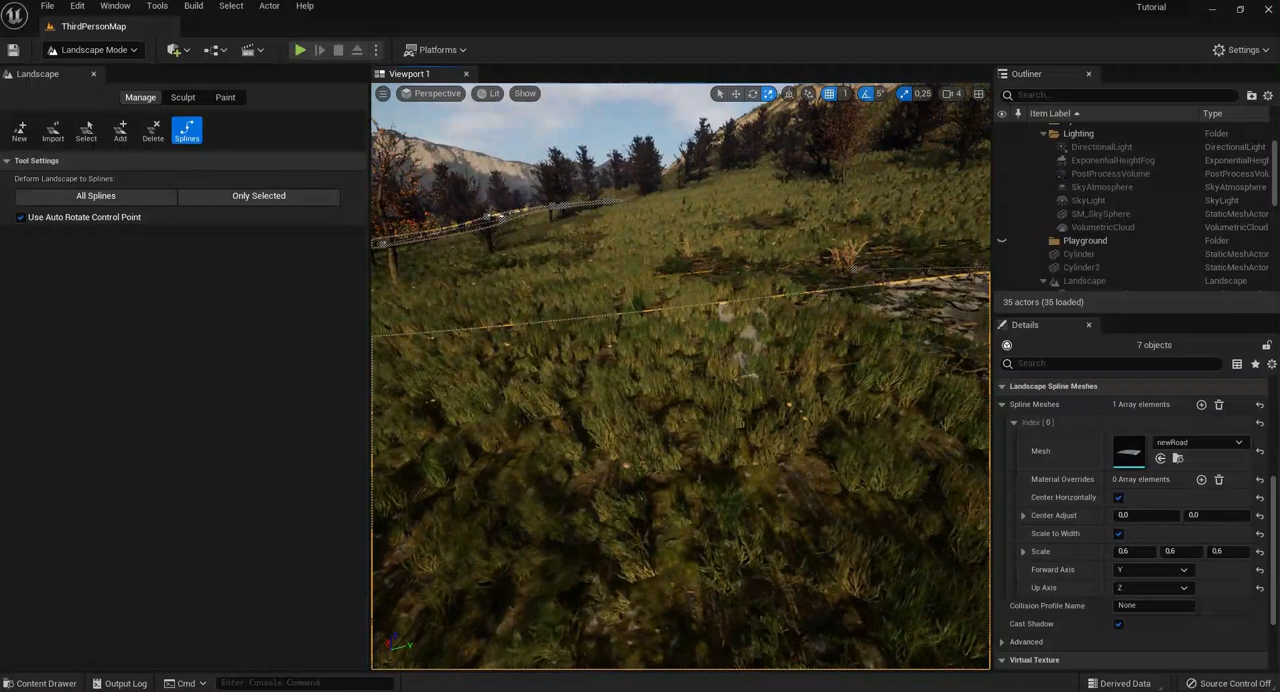 File Edit Window Tools Build Select Actor Help Tutorial
ThirdPersonMap
Landscape Mode Platforms Settings
Landscape Viewport 1 Outliner
Manage Sculpt Paint Perspective Lit Show 1 5° 0,25 4 Search...
New Import Select Add Delete Splines
Item Label Type
Lighting Folder
DirectionalLight DirectionalLight
ExponentialHeightFog ExponentialHeight
PostProcessVolume PostProcessVolu
SkyAtmosphere SkyAtmosphere
SkyLight SkyLight
SM_SkySphere StaticMeshActor
VolumetricCloud VolumetricCloud
Playground Folder
Cylinder StaticMeshActor
Cylinder2 StaticMeshActor
Landscape Landscape
35 actors (35 loaded)
Tool Settings
Deform Landscape to Splines:
All Splines Only Selected
Use Auto Rotate Control Point
Details
7 objects
Search
Landscape Spline Meshes
Spline Meshes 1 Array elements
Index [ 0 ]
Mesh newRoad
Material Overrides 0 Array elements
Center Horizontally
Center Adjust 0,0 0,0
Scale to Width
Scale 0,6 0,6 0,6
Forward Axis Y
Up Axis Z
Collision Profile Name None
Cast Shadow
Advanced
Virtual Texture
X Y
Content Drawer Output Log Cmd Enter Console Command Derived Data Source Control Off